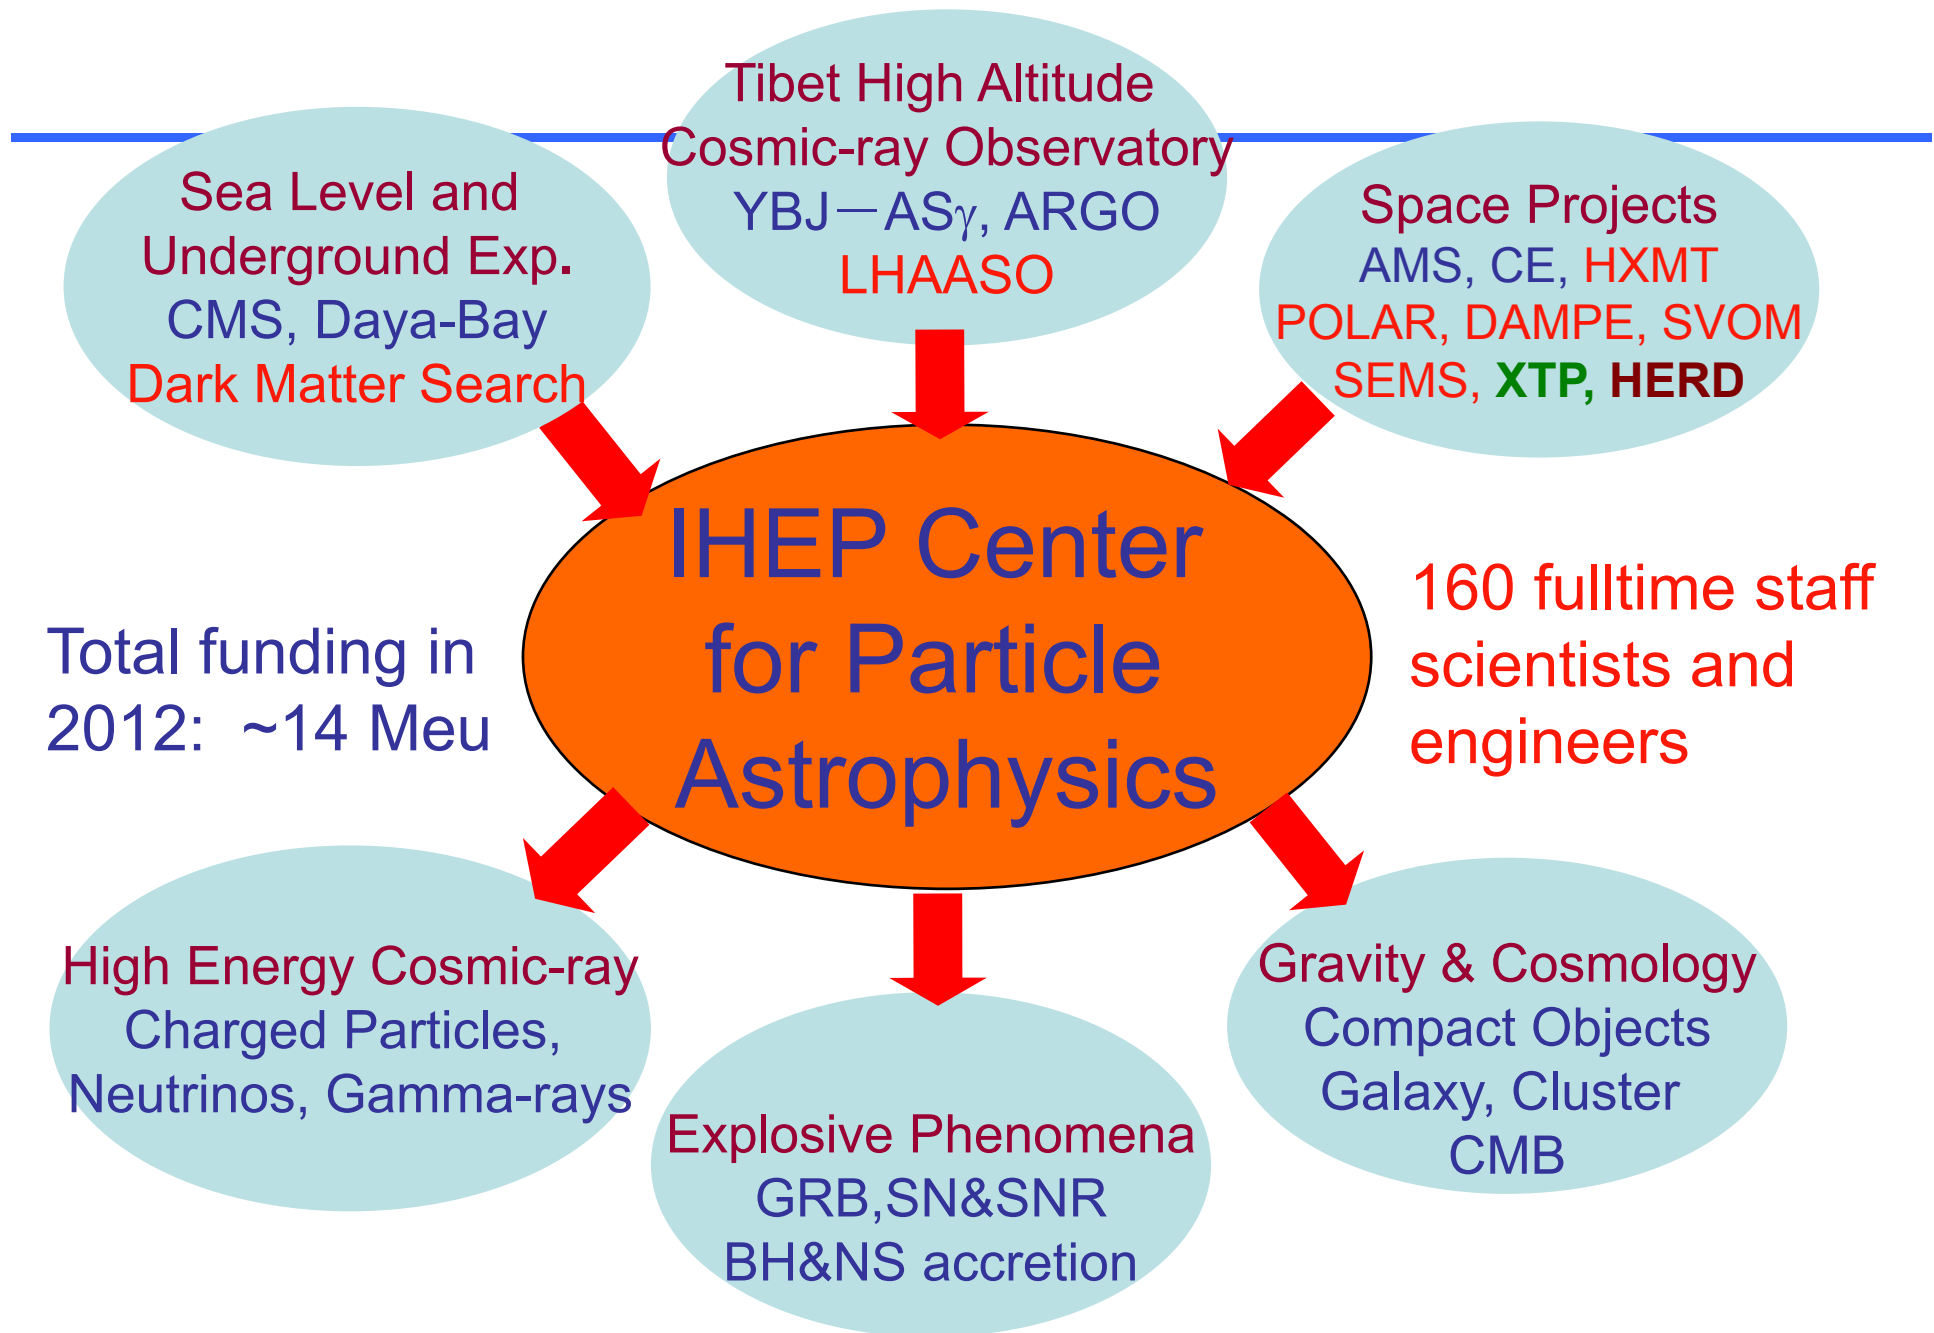 Tibet High Altitude
Cosmic-ray Observatory
YBJ—ASγ, ARGO
LHAASO
Sea Level and
Underground Exp.
CMS, Daya-Bay
Dark Matter Search
Space Projects
AMS, CE, HXMT
POLAR, DAMPE, SVOM
SEMS, XTP, HERD
IHEP Center
for Particle
Astrophysics
Total funding in
2012:  ~14 Meu
160 fulltime staff
scientists and
engineers
High Energy Cosmic-ray
Charged Particles,
Neutrinos, Gamma-rays
Explosive Phenomena
GRB,SN&SNR
BH&NS accretion
Gravity & Cosmology
Compact Objects
Galaxy, Cluster
CMB